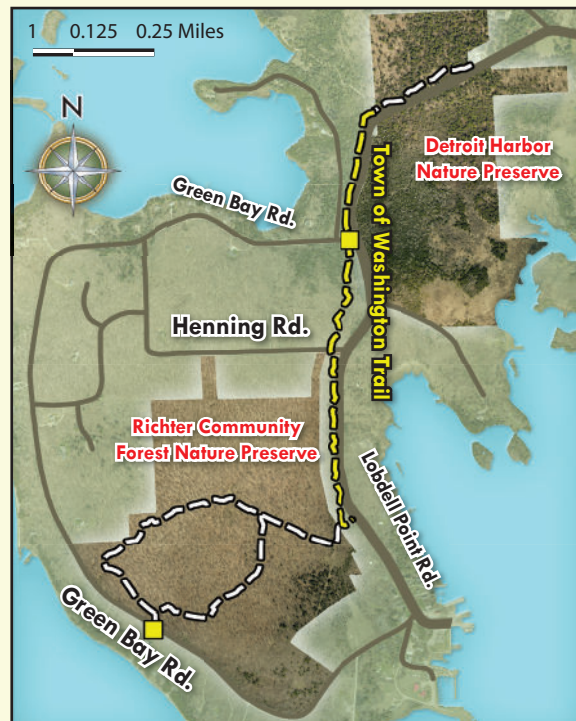 1 0.125 0.25 Miles
N
Detroit Harbor
Nature Preserve
Green Bay Rd.
Town of Washington Trail
Henning Rd.
Richter Community
Forest Nature Preserve
Lobdell Point Rd.
Green Bay Rd.